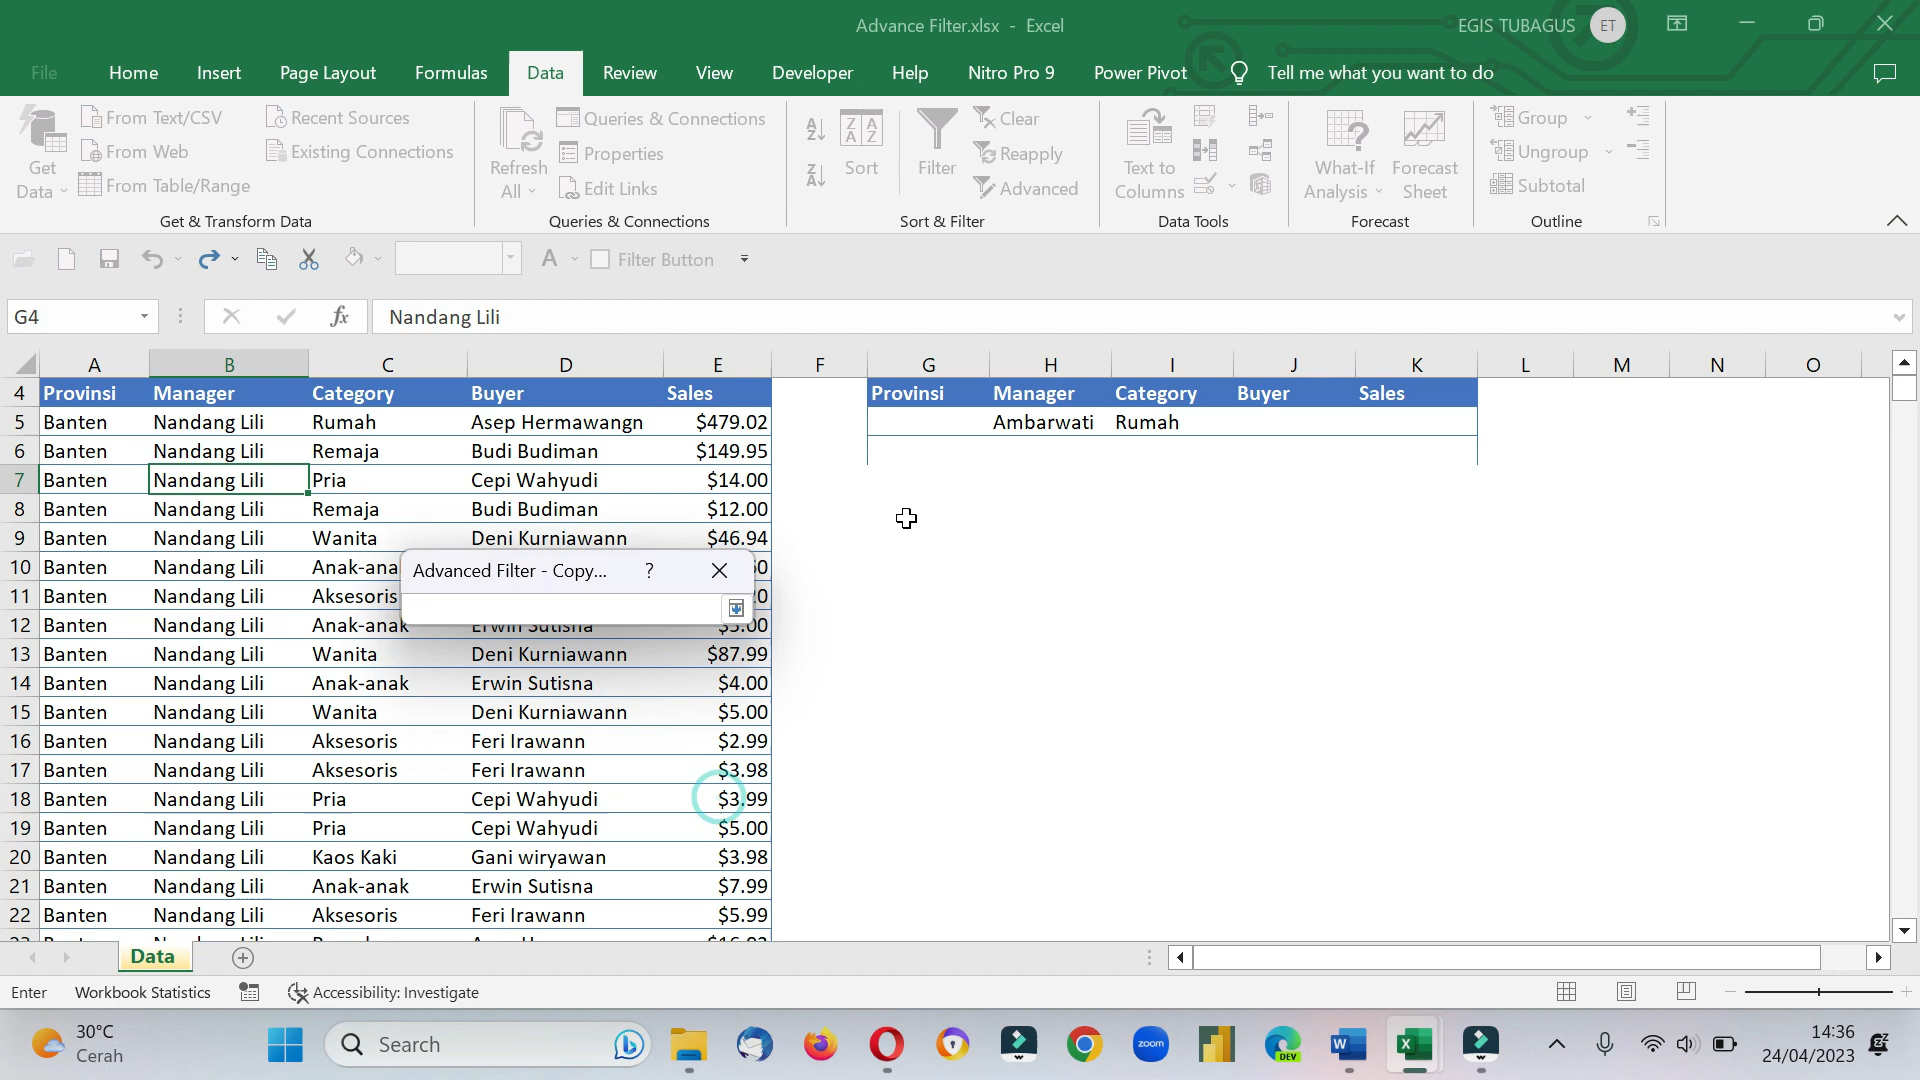 Advance Filter.xlsx - Excel
EGIS TUBAGUS ET
File Home Insert Page Layout Formulas Data Review View Developer Help Nitro Pro 9 Power Pivot Tell me what you want to do
Get Data
From Text/CSV
From Web
From Table/Range
Recent Sources
Existing Connections
Get & Transform Data
Refresh All
Queries & Connections
Properties
Edit Links
Queries & Connections
Sort
Filter
Clear
Reapply
Advanced
Sort & Filter
Text to Columns
Data Tools
What-If Analysis
Forecast Sheet
Forecast
Group
Ungroup
Subtotal
Outline
Filter Button
G4 fx Nandang Lili
A B C D E F G H I J K L M N O
4 Provinsi Manager Category Buyer Sales Provinsi Manager Category Buyer Sales
5 Banten Nandang Lili Rumah Asep Hermawangn $479.02 Ambarwati Rumah
6 Banten Nandang Lili Remaja Budi Budiman $149.95
7 Banten Nandang Lili Pria Cepi Wahyudi $14.00
8 Banten Nandang Lili Remaja Budi Budiman $12.00
9 Banten Nandang Lili Wanita Deni Kurniawann $46.94
10 Banten Nandang Lili Anak-ana
Advanced Filter - Copy... ?
11 Banten Nandang Lili Aksesoris
12 Banten Nandang Lili Anak-anak Erwin Sutisna
13 Banten Nandang Lili Wanita Deni Kurniawann $87.99
14 Banten Nandang Lili Anak-anak Erwin Sutisna $4.00
15 Banten Nandang Lili Wanita Deni Kurniawann $5.00
16 Banten Nandang Lili Aksesoris Feri Irawann $2.99
17 Banten Nandang Lili Aksesoris Feri Irawann $3.98
18 Banten Nandang Lili Pria Cepi Wahyudi $3.99
19 Banten Nandang Lili Pria Cepi Wahyudi $5.00
20 Banten Nandang Lili Kaos Kaki Gani wiryawan $3.98
21 Banten Nandang Lili Anak-anak Erwin Sutisna $7.99
22 Banten Nandang Lili Aksesoris Feri Irawann $5.99
Data
Enter Workbook Statistics Accessibility: Investigate
30°C
Cerah
Search
zoom
DEV
14:36
24/04/2023